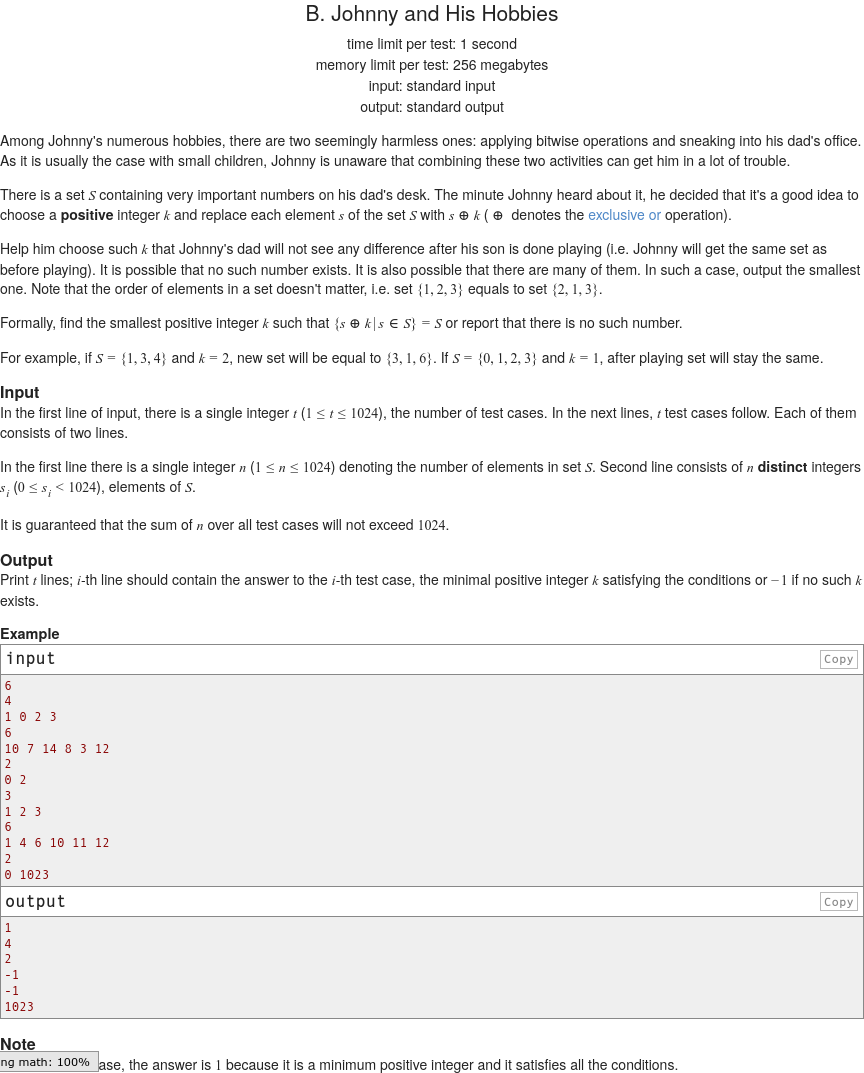 B. Johnny and His Hobbies
time limit per test: 1 second
memory limit per test: 256 megabytes
input: standard input
output: standard output
Among Johnny's numerous hobbies, there are two seemingly harmless ones: applying bitwise operations and sneaking into his dad's office.
As it is usually the case with small children, Johnny is unaware that combining these two activities can get him in a lot of trouble.
There is a set S containing very important numbers on his dad's desk. The minute Johnny heard about it, he decided that it's a good idea to
choose a positive integer k and replace each element s of the set S with s ⊕ k ( ⊕ denotes the exclusive or operation).
Help him choose such k that Johnny's dad will not see any difference after his son is done playing (i.e. Johnny will get the same set as
before playing). It is possible that no such number exists. It is also possible that there are many of them. In such a case, output the smallest
one. Note that the order of elements in a set doesn't matter, i.e. set {1, 2, 3} equals to set {2, 1, 3}.
Formally, find the smallest positive integer k such that {s ⊕ k|s ∈ S} = S or report that there is no such number.
For example, if S = {1, 3, 4} and k = 2, new set will be equal to {3, 1, 6}. If S = {0, 1, 2, 3} and k = 1, after playing set will stay the same.
Input
In the first line of input, there is a single integer t (1 ≤ t ≤ 1024), the number of test cases. In the next lines, t test cases follow. Each of them
consists of two lines.
In the first line there is a single integer n (1 ≤ n ≤ 1024) denoting the number of elements in set S. Second line consists of n distinct integers
s_i (0 ≤ s_i < 1024), elements of S.
It is guaranteed that the sum of n over all test cases will not exceed 1024.
Output
Print t lines; i-th line should contain the answer to the i-th test case, the minimal positive integer k satisfying the conditions or −1 if no such k
exists.
Example
input Copy
6
4
1 0 2 3
6
10 7 14 8 3 12
2
0 2
3
1 2 3
6
1 4 6 10 11 12
2
0 1023
output Copy
1
4
2
-1
-1
1023
Note
ng math: 100% ase, the answer is 1 because it is a minimum positive integer and it satisfies all the conditions.